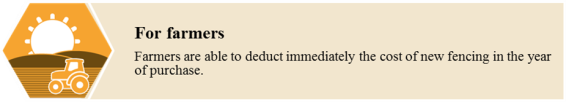 For farmers
Farmers are able to deduct immediately the cost of new fencing in the year
of purchase.